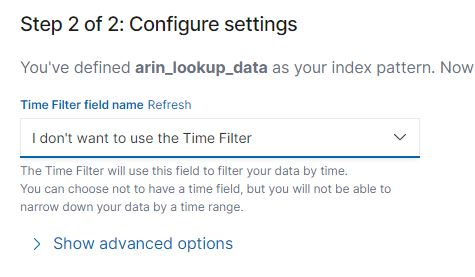 Step 2 of 2: Configure settings
You've defined arin_lookup_data as your index pattern. Now
Time Filter field name Refresh
I don't want to use the Time Filter
The Time Filter will use this field to filter your data by time.
You can choose not to have a time field, but you will not be able to
narrow down your data by a time range.
Show advanced options